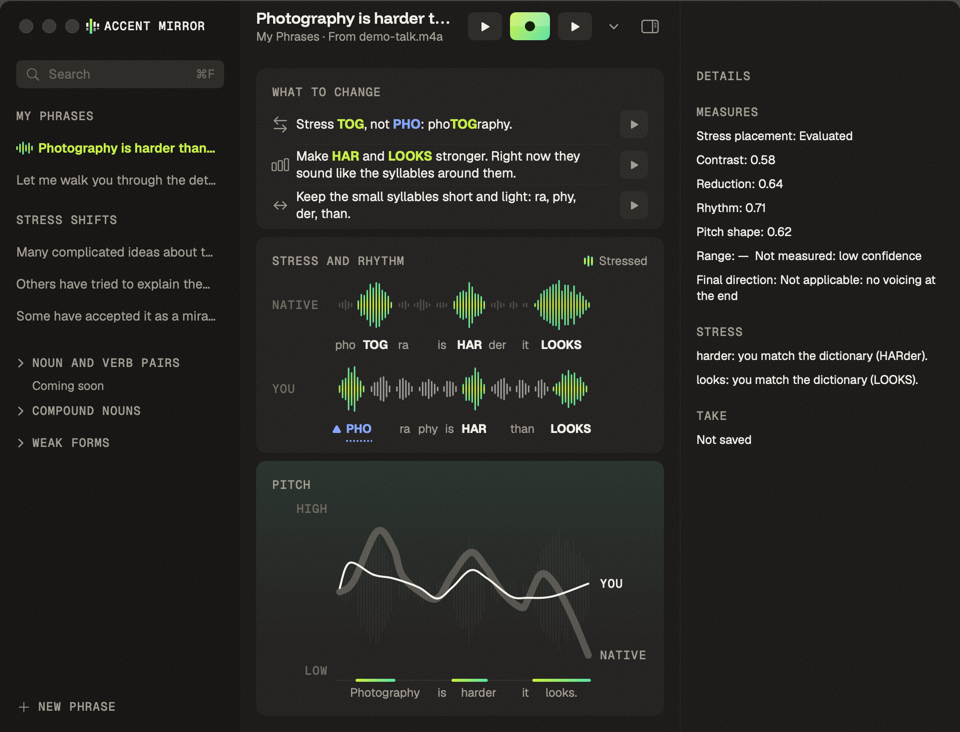 ACCENT MIRROR
Search ⌘F
MY PHRASES
Photography is harder than...
Let me walk you through the det...
STRESS SHIFTS
Many complicated ideas about t...
Others have tried to explain the...
Some have accepted it as a mira...
NOUN AND VERB PAIRS
Coming soon
COMPOUND NOUNS
WEAK FORMS
+ NEW PHRASE
Photography is harder t...
My Phrases · From demo-talk.m4a
WHAT TO CHANGE
Stress TOG, not PHO: phoTOGraphy.
Make HAR and LOOKS stronger. Right now they
sound like the syllables around them.
Keep the small syllables short and light: ra, phy,
der, than.
STRESS AND RHYTHM
Stressed
NATIVE
pho TOG ra is HAR der it LOOKS
YOU
PHO ra phy is HAR than LOOKS
PITCH
HIGH
YOU
NATIVE
LOW
Photography is harder it looks.
DETAILS
MEASURES
Stress placement: Evaluated
Contrast: 0.58
Reduction: 0.64
Rhythm: 0.71
Pitch shape: 0.62
Range: — Not measured: low confidence
Final direction: Not applicable: no voicing at
the end
STRESS
harder: you match the dictionary (HARder).
looks: you match the dictionary (LOOKS).
TAKE
Not saved